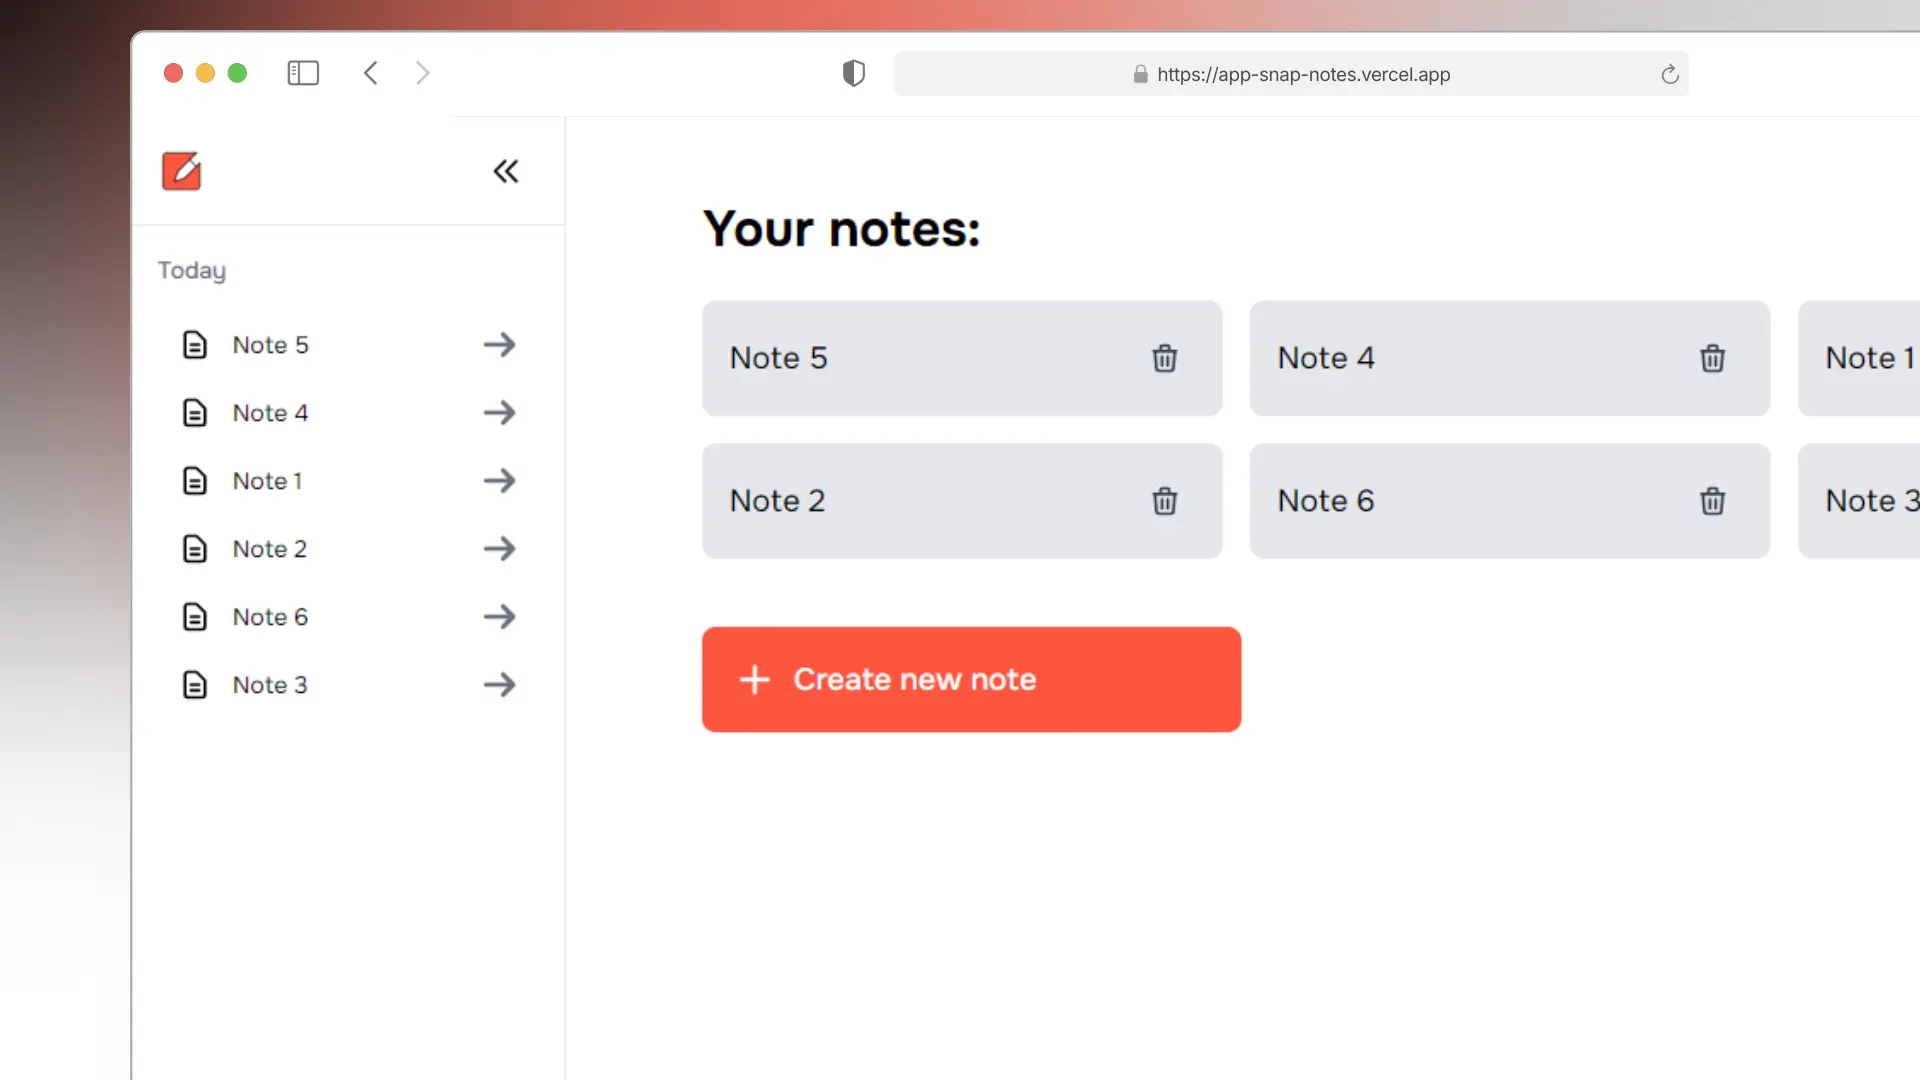 https://app-snap-notes.vercel.app
Today
Note 5
Note 4
Note 1
Note 2
Note 6
Note 3
Your notes:
Note 5
Note 4
Note 1
Note 2
Note 6
Note 3
Create new note